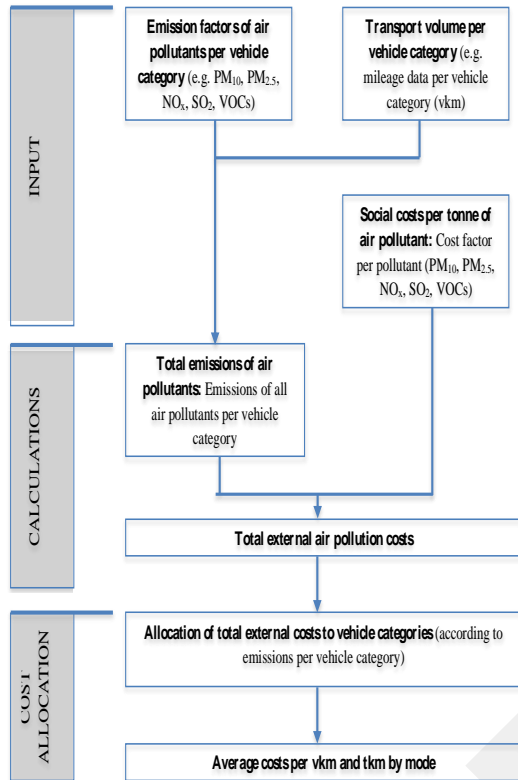 Emission factors of air
pollutants per vehicle
category (e.g. PM₁₀, PM₂.₅,
NOₓ, SO₂, VOCs)
Transport volume per
vehicle category (e.g.
mileage data per vehicle
category (vkm)
INPUT
Social costs per tonne of
air pollutant: Cost factor
per pollutant (PM₁₀, PM₂.₅,
NOₓ, SO₂, VOCs)
CALCULATIONS
Total emissions of air
pollutants: Emissions of all
air pollutants per vehicle
category
Total external air pollution costs
COST
ALLOCATION
Allocation of total external costs to vehicle categories (according to
emissions per vehicle category)
Average costs per vkm and tkm by mode